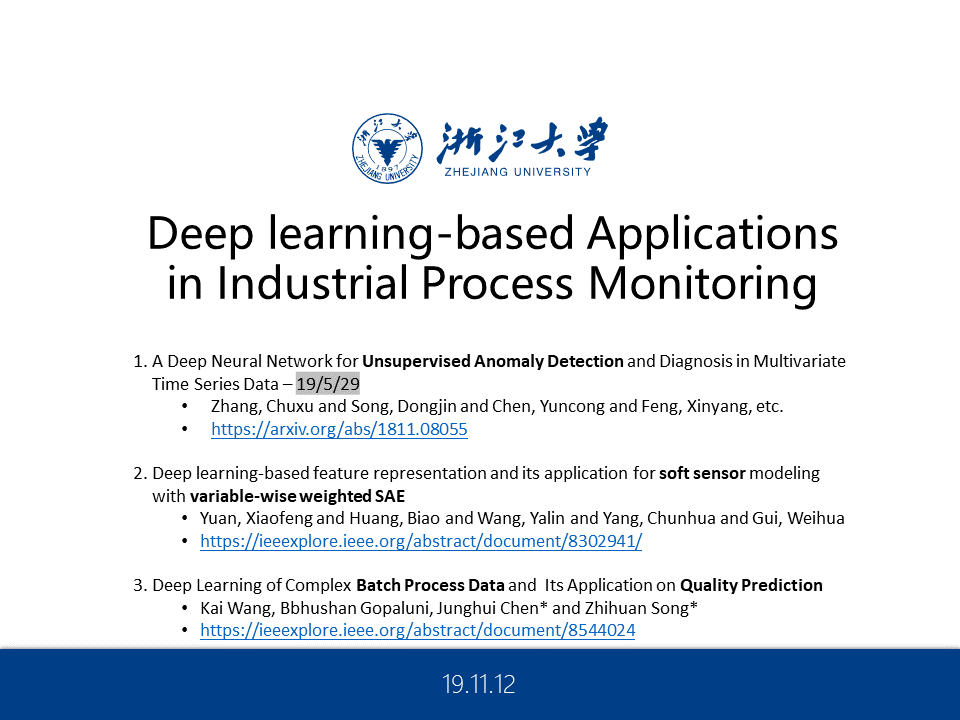 浙江大学
ZHEJIANG UNIVERSITY
1897
浙江大学
ZHEJIANG UNIVERSITY
Deep learning-based Applications
in Industrial Process Monitoring
1. A Deep Neural Network for Unsupervised Anomaly Detection and Diagnosis in Multivariate
Time Series Data – 19/5/29
• Zhang, Chuxu and Song, Dongjin and Chen, Yuncong and Feng, Xinyang, etc.
• https://arxiv.org/abs/1811.08055
2. Deep learning-based feature representation and its application for soft sensor modeling
with variable-wise weighted SAE
• Yuan, Xiaofeng and Huang, Biao and Wang, Yalin and Yang, Chunhua and Gui, Weihua
• https://ieeexplore.ieee.org/abstract/document/8302941/
3. Deep Learning of Complex Batch Process Data and Its Application on Quality Prediction
• Kai Wang, Bbhushan Gopaluni, Junghui Chen* and Zhihuan Song*
• https://ieeexplore.ieee.org/abstract/document/8544024
19.11.12